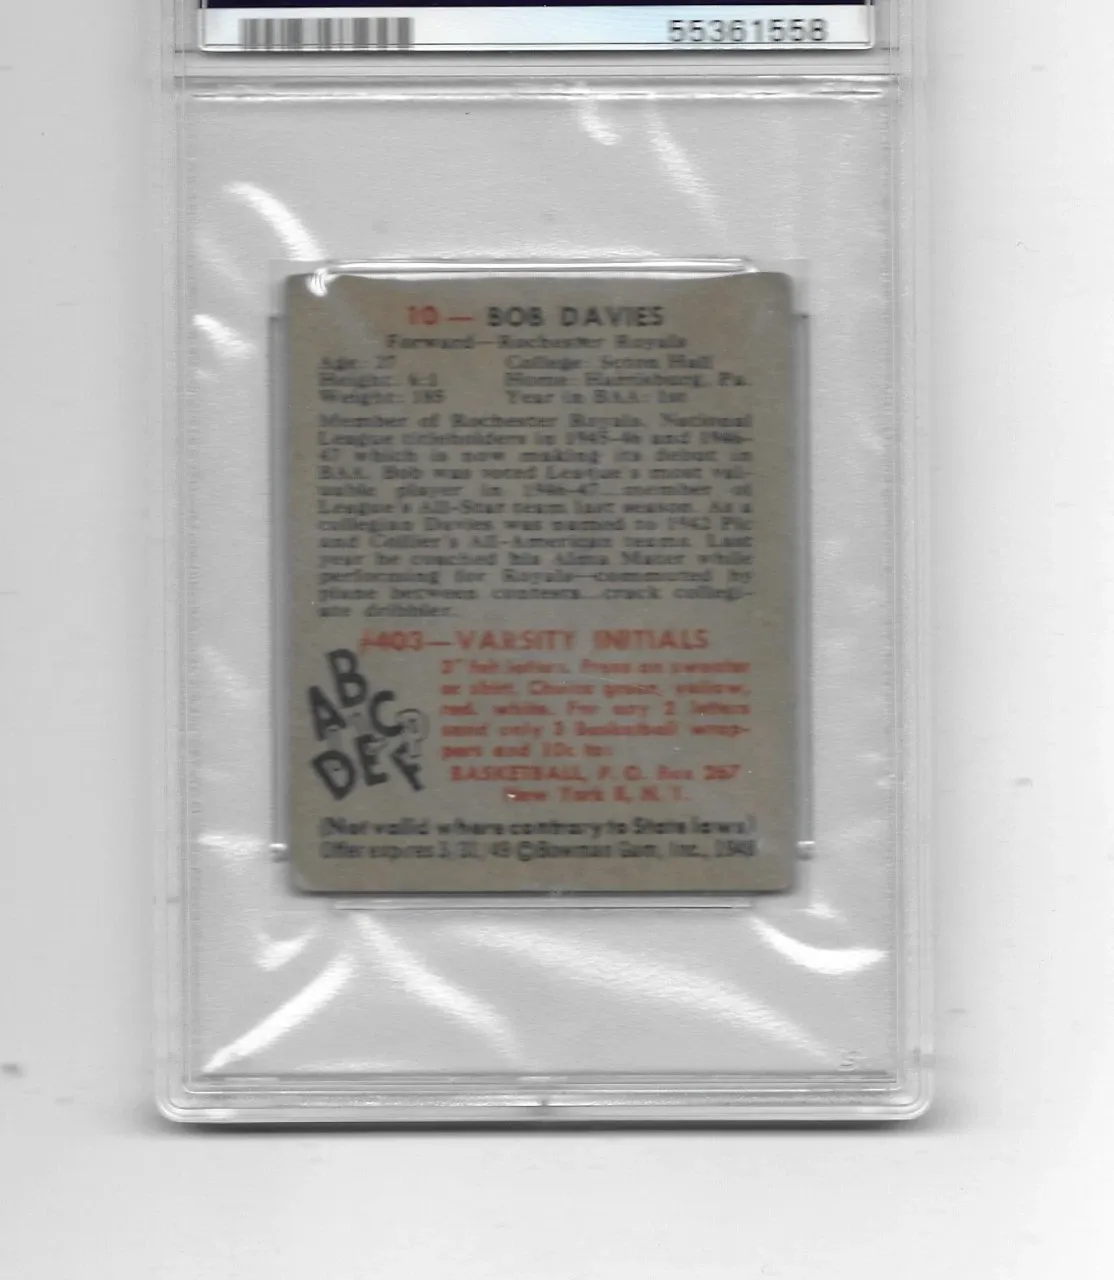 55361558
10 — BOB DAVIES
Forward—Rochester Royals
Age: 27 College: Seton Hall
Height: 6-1 Home: Harrisburg, Pa.
Weight: 185 Year in BAA: 1st
Member of Rochester Royals, National
League titleholders in 1945-46 and 1946-
47 which is now making its debut in
BAA. Bob was voted League's most val-
uable player in 1946-47...member of
League's All-Star team last season. As a
collegian Davies was named to 1942 Pic
and Collier's All-American teams. Last
year he coached his Alma Mater while
performing for Royals—commuted by
plane between contests...crack collegi-
ate dribbler.
#403—VARSITY INITIALS
A B C D E F
3" felt letters. Press on sweater
or shirt. Choice green, yellow,
red, white. For any 2 letters
send only 3 Basketball wrap-
pers and 10c to:
BASKETBALL, P. O. Box 267
New York 8, N. Y.
(Not valid where contrary to State laws)
Offer expires 3/31/49 ©Bowman Gum, Inc., 1948